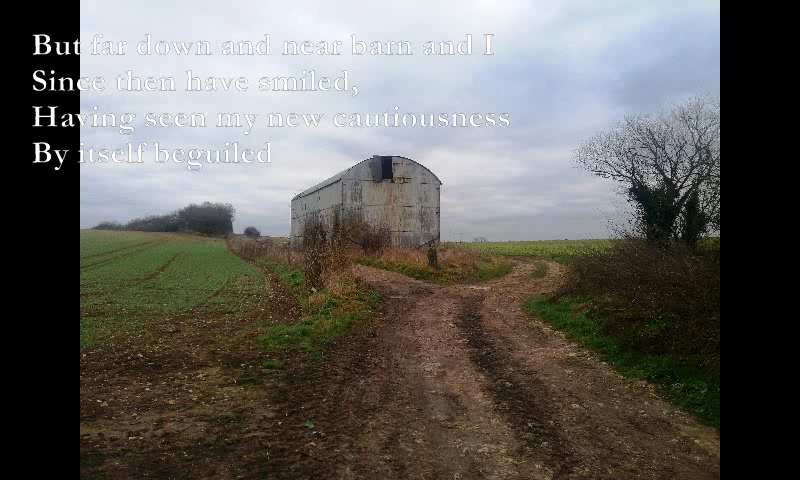 But far down and near barn and I
Since then have smiled,
Having seen my new cautiousness
By itself beguiled